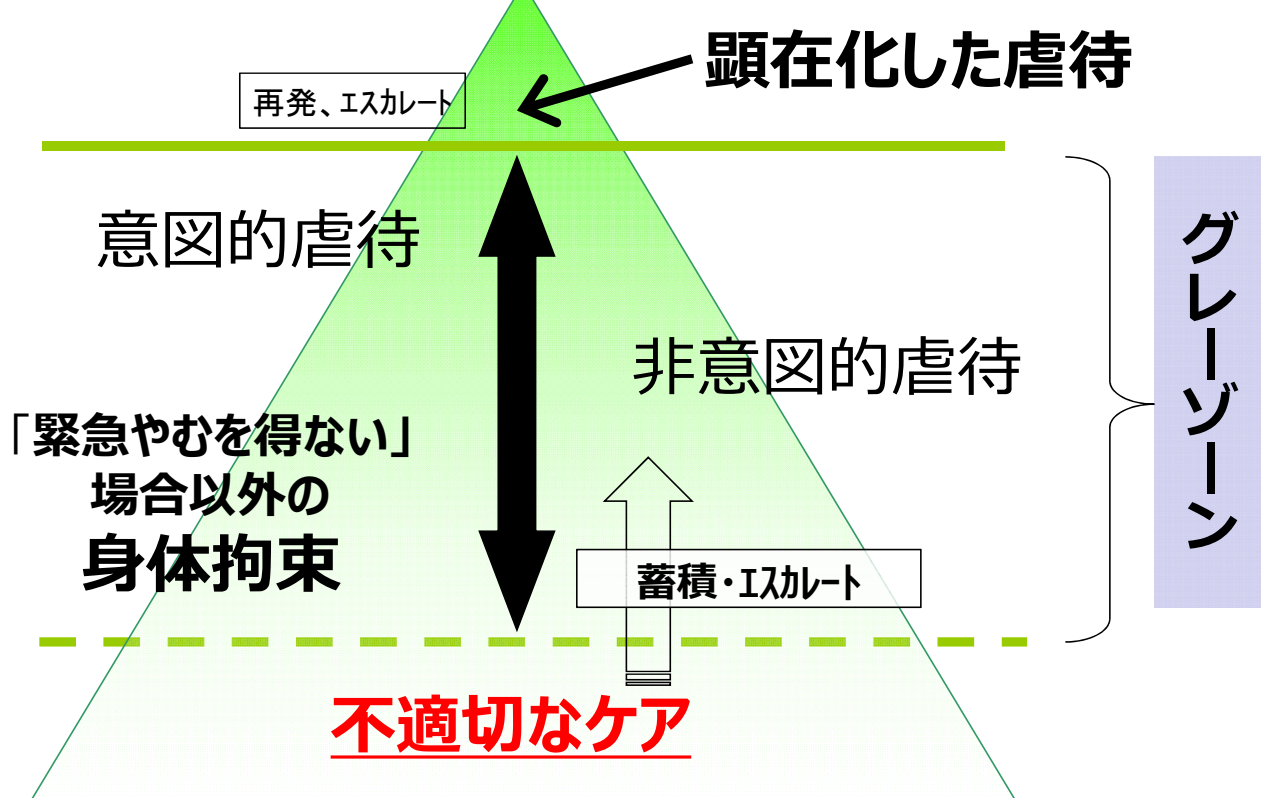 顕在化した虐待
再発、エスカレート
意図的虐待
非意図的虐待
「緊急やむを得ない」
場合以外の
身体拘束
蓄積・エスカレート
不適切なケア
グレーゾーン